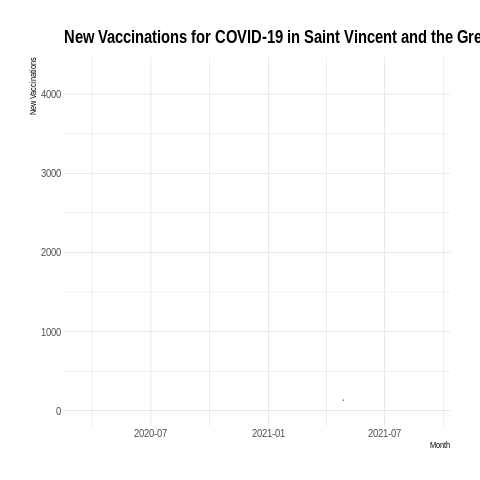 New Vaccinations for COVID-19 in Saint Vincent and the Gre
New Vaccinations
4000
3000
2000
1000
0
2020-07 2021-01 2021-07
Month